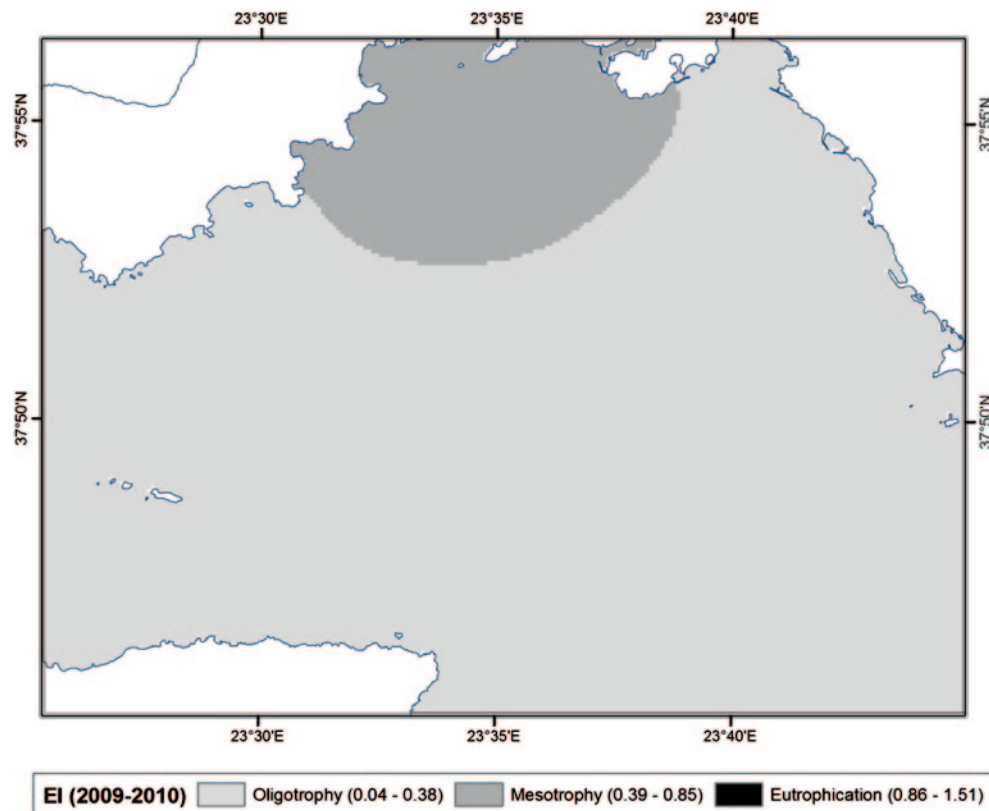 23°30'E 23°35'E 23°40'E
37°55'N 37°55'N
37°50'N 37°50'N
23°30'E 23°35'E 23°40'E
EI (2009-2010) Oligotrophy (0.04 - 0.38) Mesotrophy (0.39 - 0.85) Eutrophication (0.86 - 1.51)